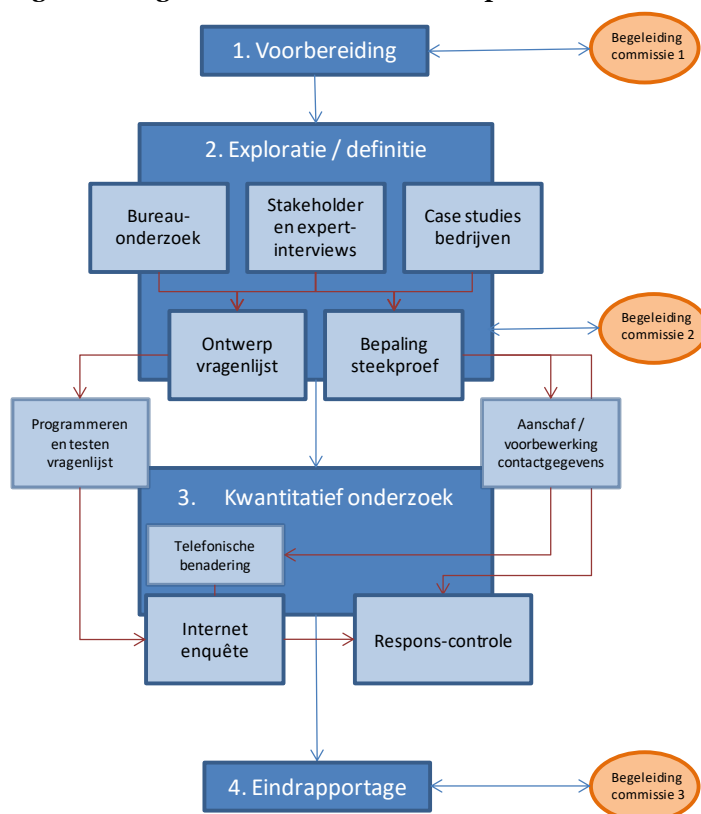 1. Voorbereiding
Begeleiding
commissie 1
2. Exploratie / definitie
Bureau-
onderzoek
Stakeholder
en expert-
interviews
Case studies
bedrijven
Ontwerp
vragenlijst
Bepaling
steekproef
Begeleiding
commissie 2
Programmeren
en testen
vragenlijst
Aanschaf /
voorbewerking
contactgegevens
3. Kwantitatief onderzoek
Telefonische
benadering
Internet
enquête
Respons-controle
4. Eindrapportage
Begeleiding
commissie 3